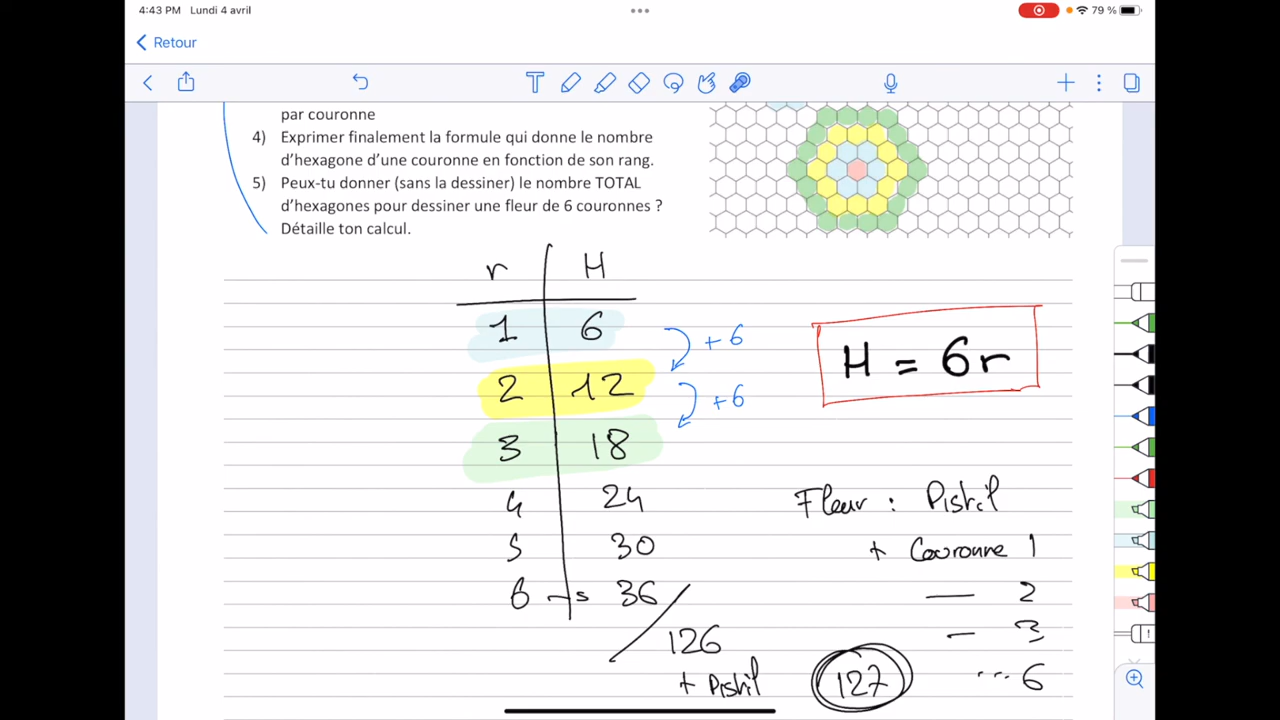 4:43 PM Lundi 4 avril
79 %
Retour
par couronne
4) Exprimer finalement la formule qui donne le nombre
d'hexagone d'une couronne en fonction de son rang.
5) Peux-tu donner (sans la dessiner) le nombre TOTAL
d'hexagones pour dessiner une fleur de 6 couronnes ?
Détaille ton calcul.
r H
1 6
+ 6
2 12
+6
3 18
4 24
5 30
6 → 36
126
+ Pistil
H = 6r
Fleur : Pistil
+ Couronne 1
— 2
— 3
... 6
127